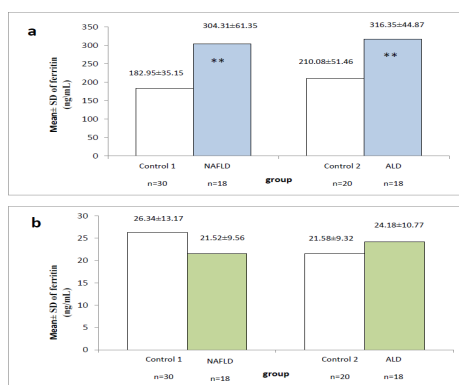 a
Mean± SD of ferritin
(ng/mL)
350
300
250
200
150
100
50
0
182.95±35.15
304.31±61.35
**
210.08±51.46
316.35±44.87
**
Control 1 NAFLD Control 2 ALD
n=30 n=18 group n=20 n=18
b
Mean± SD of ferritin
(ng/mL)
30
25
20
15
10
5
0
26.34±13.17
21.52±9.56
21.58±9.32
24.18±10.77
Control 1 NAFLD Control 2 ALD
n=30 n=18 group n=20 n=18